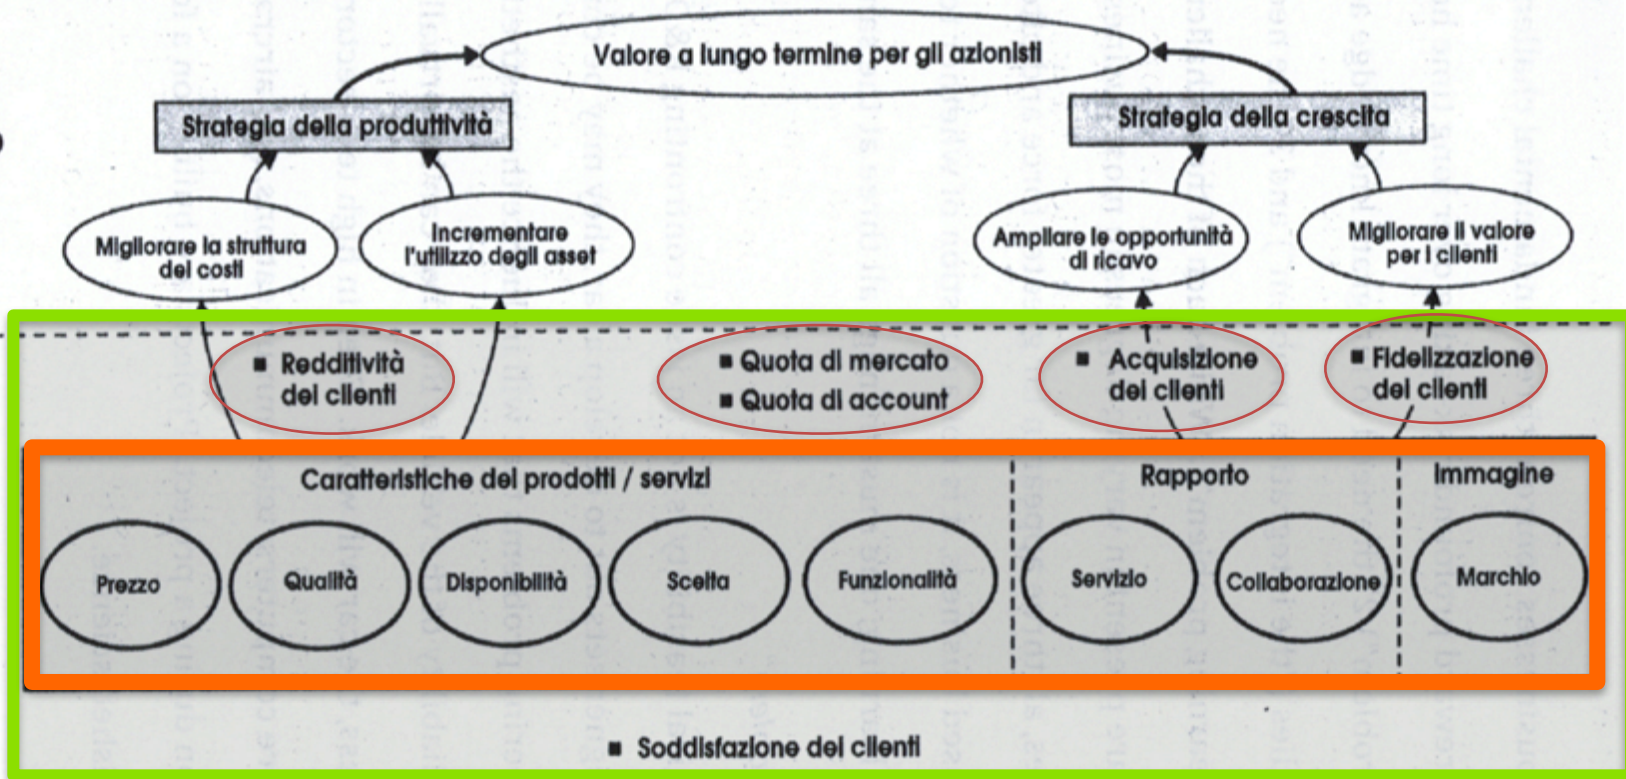 Valore a lungo termine per gli azionisti
Strategia della produttività
Strategia della crescita
Migliorare la struttura
dei costi
Incrementare
l'utilizzo degli asset
Ampliare le opportunità
di ricavo
Migliorare il valore
per i clienti
■ Redditività
dei clienti
■ Quota di mercato
■ Quota di account
■ Acquisizione
dei clienti
■ Fidelizzazione
dei clienti
Caratteristiche dei prodotti / servizi
Rapporto
Immagine
Prezzo
Qualità
Disponibilità
Scelta
Funzionalità
Servizio
Collaborazione
Marchio
■ Soddisfazione dei clienti